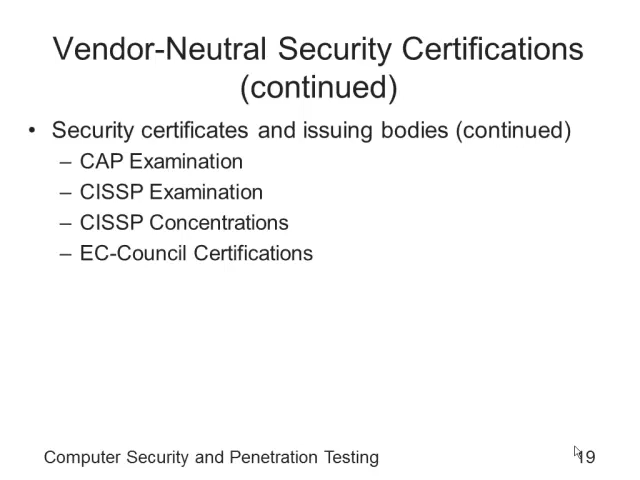 Vendor-Neutral Security Certifications
(continued)
• Security certificates and issuing bodies (continued)
– CAP Examination
– CISSP Examination
– CISSP Concentrations
– EC-Council Certifications
Computer Security and Penetration Testing 19